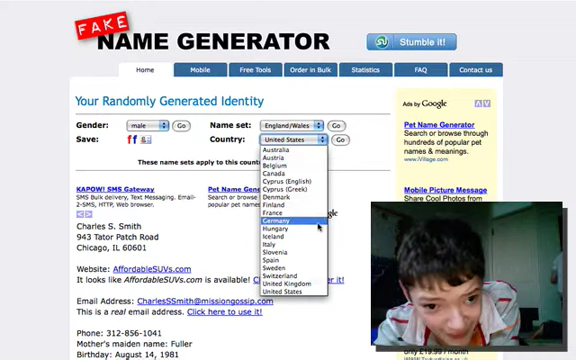 FAKE
NAME GENERATOR
Stumble it!
Home Mobile Free Tools Order in Bulk Statistics FAQ Contact us
Your Randomly Generated Identity
Gender: male Go Name set: England/Wales Go
Save: Country: United States Go
These name sets apply to this coun
Australia
Austria
Belgium
Canada
Cyprus (English)
Cyprus (Greek)
Denmark
Finland
France
Germany
Hungary
Iceland
Italy
Slovenia
Spain
Sweden
Switzerland
United Kingdom
United States
KAPOW! SMS Gateway
Delivery, Text Messaging, Email-
2-SMS, HTTP, Web browser.
Pet Name Gene
Search or browse
hundreds of popu
Charles S. Smith
943 Tator Patch Road
Chicago, IL 60601
Website: AffordableSUVs.com
It looks like AffordableSUVs.com is available! it!
Email Address: CharlesSSmith@missiongossip.com
This is a real email address. Click here to use it!
Phone: 312-856-1041
Mother's maiden name: Fuller
Birthday: August 14, 1981
Ads by Google
Pet Name Generator
Search or browse through
hundreds of popular pet
names & meanings.
www.iVillage.com
Mobile Picture Message
Share Cool Photos